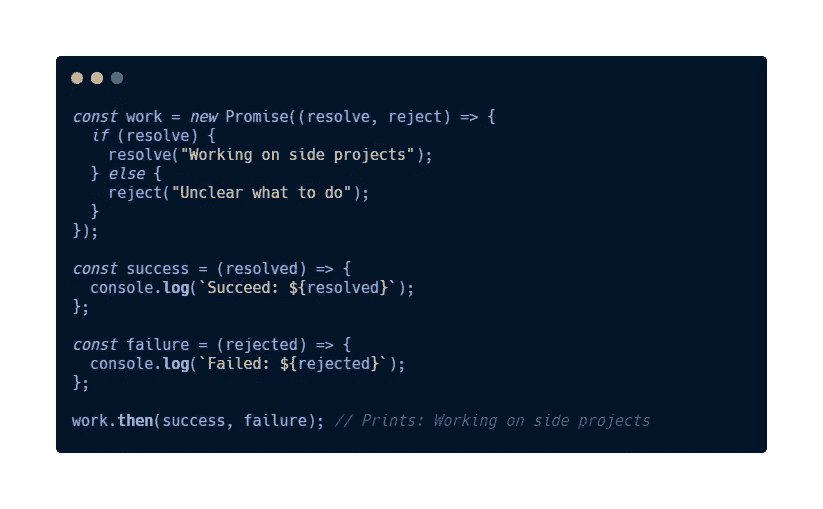 const work = new Promise((resolve, reject) => {
  if (resolve) {
    resolve("Working on side projects");
  } else {
    reject("Unclear what to do");
  }
});

const success = (resolved) => {
  console.log(`Succeed: ${resolved}`);
};

const failure = (rejected) => {
  console.log(`Failed: ${rejected}`);
};

work.then(success, failure); // Prints: Working on side projects